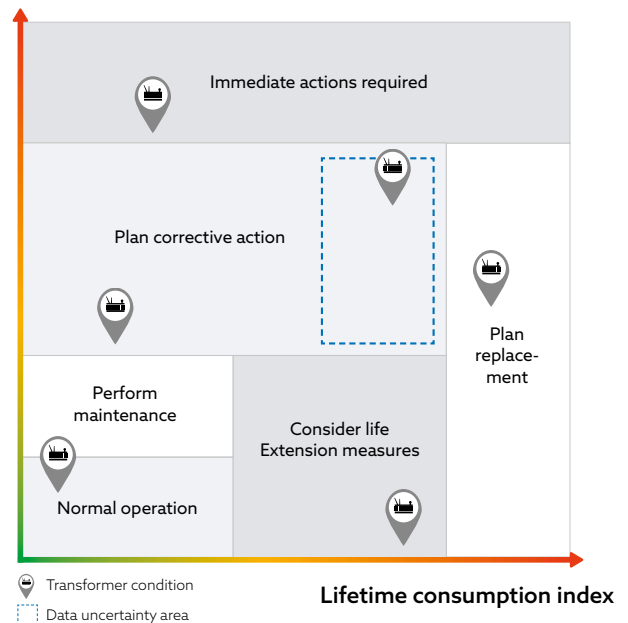 Immediate actions required
Plan corrective action
Plan
replace-
ment
Perform
maintenance
Consider life
Extension measures
Normal operation
Transformer condition
Lifetime consumption index
Data uncertainty area